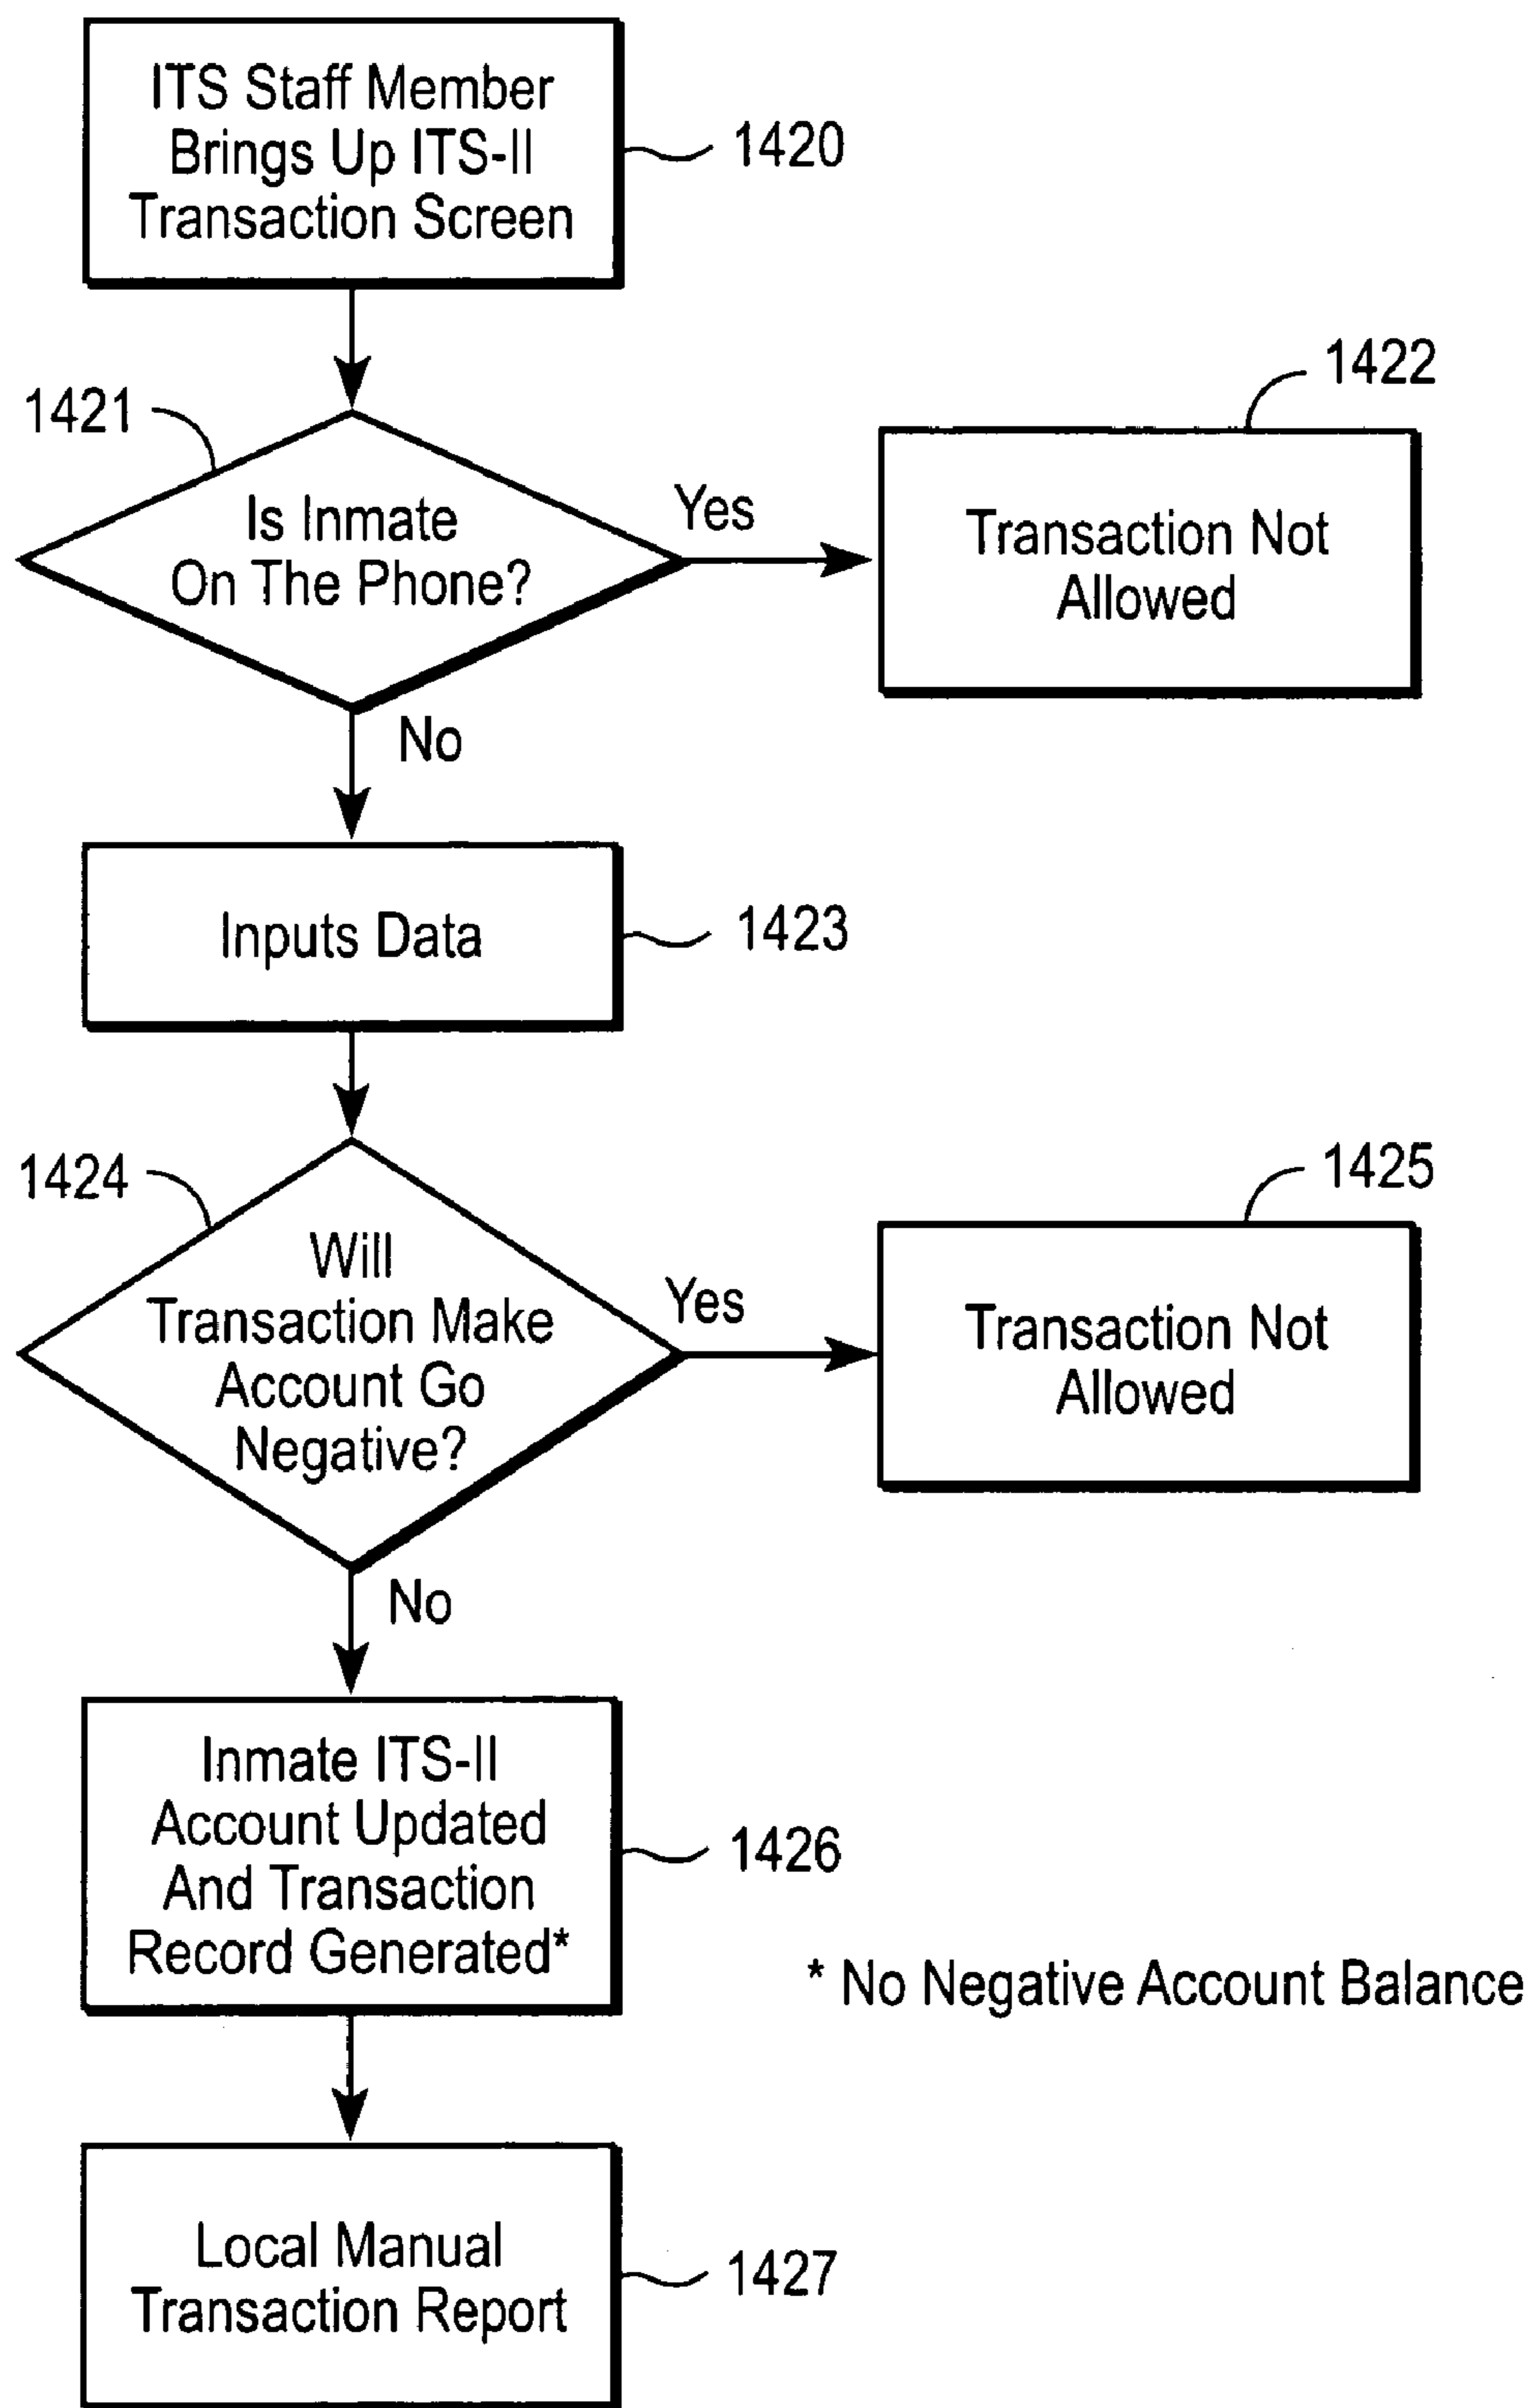 ITS Staff Member
Brings Up ITS-II
Transaction Screen
1420
1421
Is Inmate
On The Phone?
Yes
1422
Transaction Not
Allowed
No
Inputs Data
1423
1424
Will
Transaction Make
Account Go
Negative?
Yes
1425
Transaction Not
Allowed
No
Inmate ITS-II
Account Updated
And Transaction
Record Generated*
1426
* No Negative Account Balance
Local Manual
Transaction Report
1427